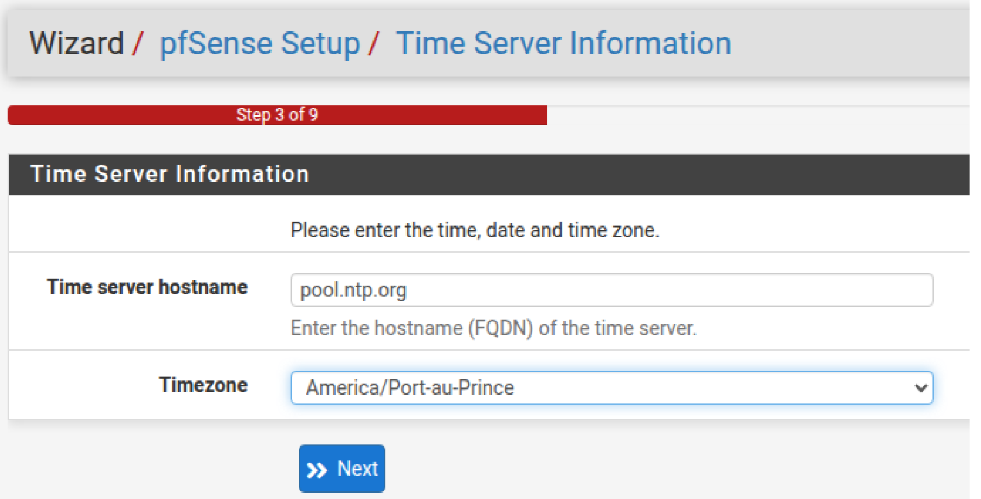 Wizard / pfSense Setup / Time Server Information
Step 3 of 9
Time Server Information
Please enter the time, date and time zone.
Time server hostname
pool.ntp.org
Enter the hostname (FQDN) of the time server.
Timezone
America/Port-au-Prince
Next